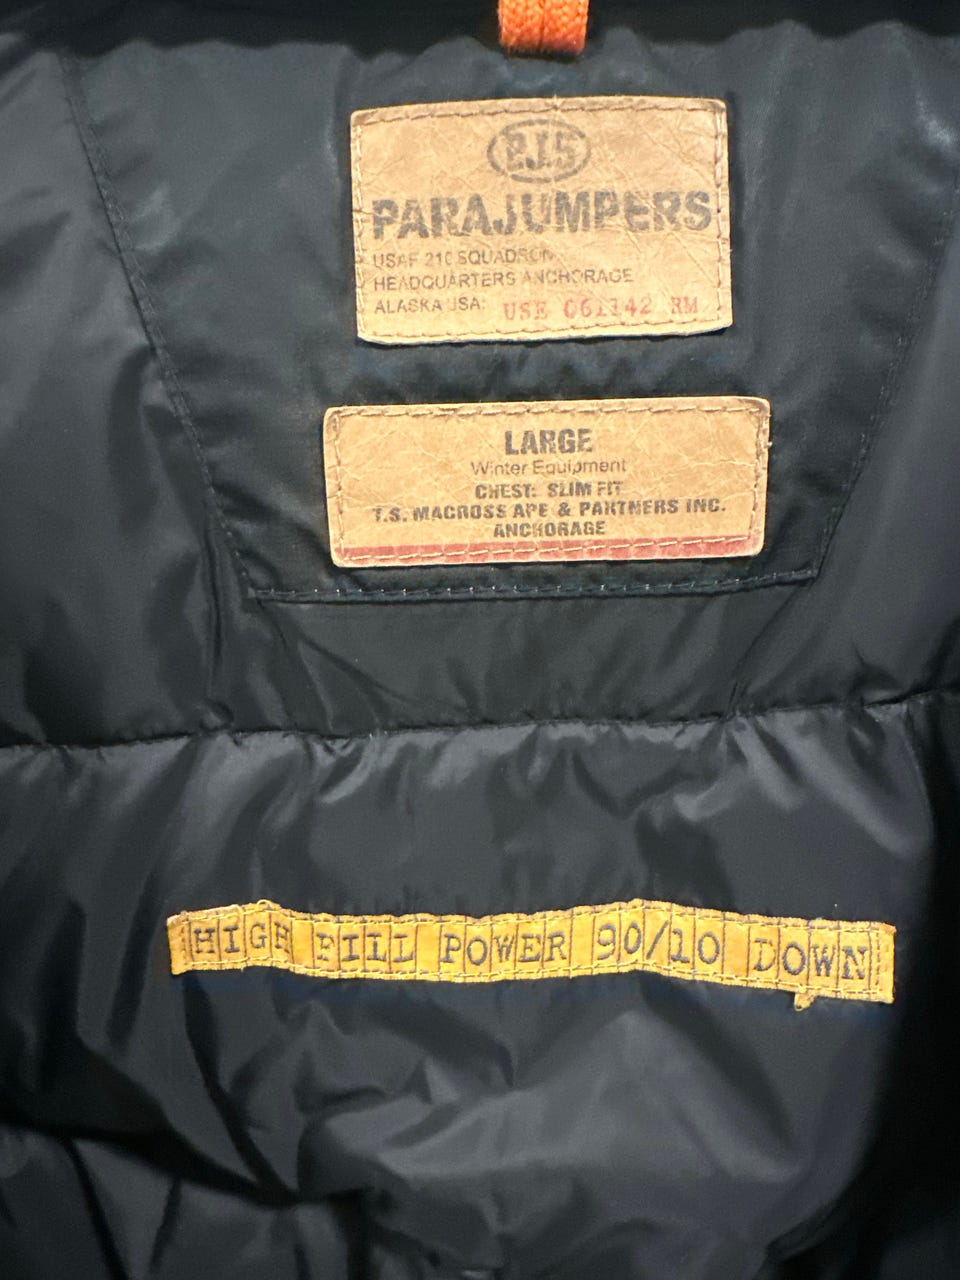 P.J.S
PARAJUMPERS
USAF 210 SQUADRON
HEADQUARTERS ANCHORAGE
ALASKA USA: USE 061142 RM
LARGE
Winter Equipment
CHEST: SLIM FIT
T.S. MACROSS APE & PARTNERS INC.
ANCHORAGE
HIGH FILL POWER 90/10 DOWN